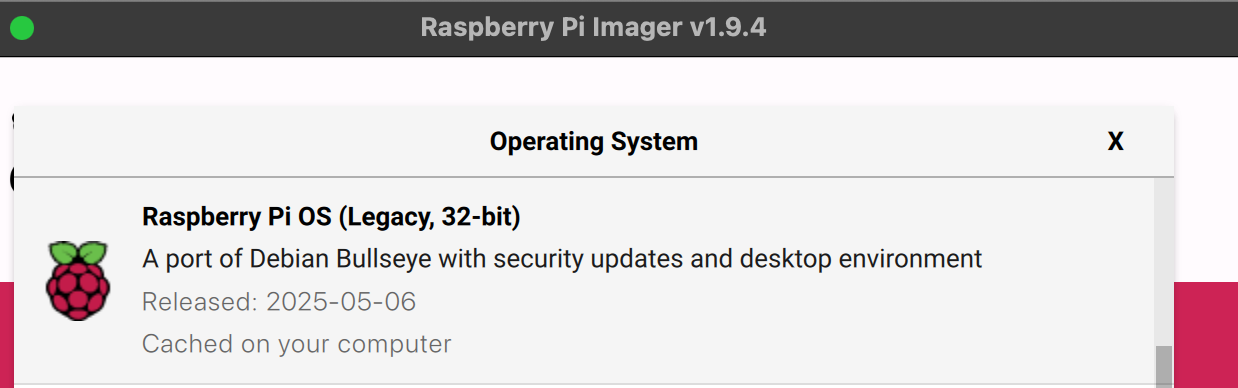 Raspberry Pi Imager v1.9.4
Operating System X
Raspberry Pi OS (Legacy, 32-bit)
A port of Debian Bullseye with security updates and desktop environment
Released: 2025-05-06
Cached on your computer